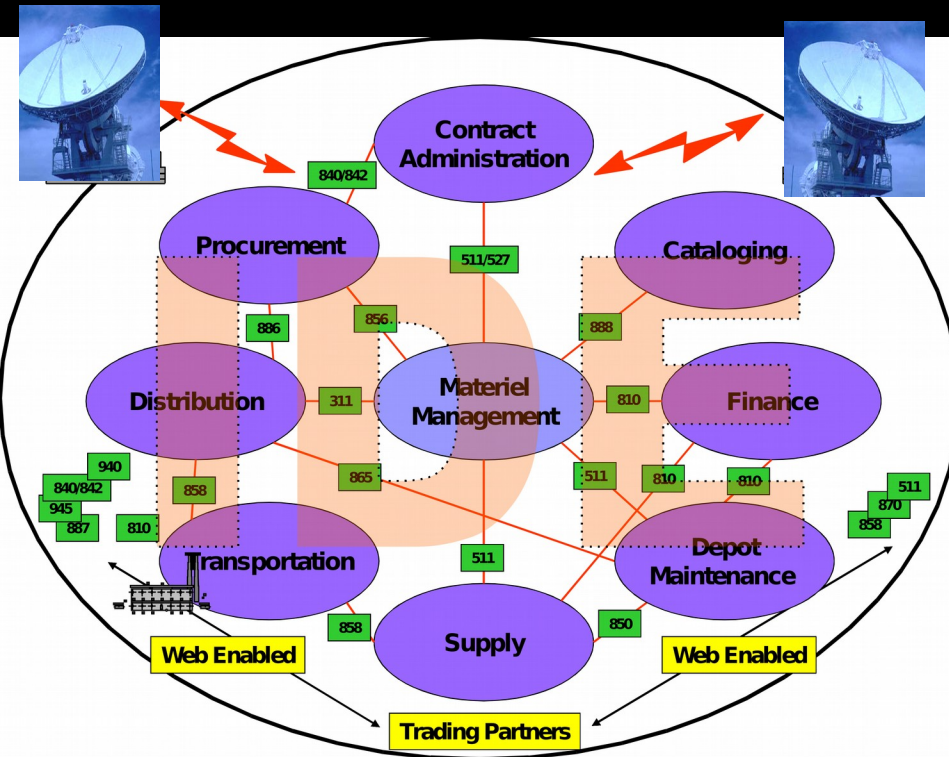 Contract
Administration
840/842
Procurement
511/527
Cataloging
886
856
888
Distribution
311
Materiel
Management
810
Finance
940
840/842
945
887
810
858
865
511
810
810
511
870
858
Transportation
511
Depot
Maintenance
858
Supply
850
Web Enabled
Web Enabled
Trading Partners
IDE